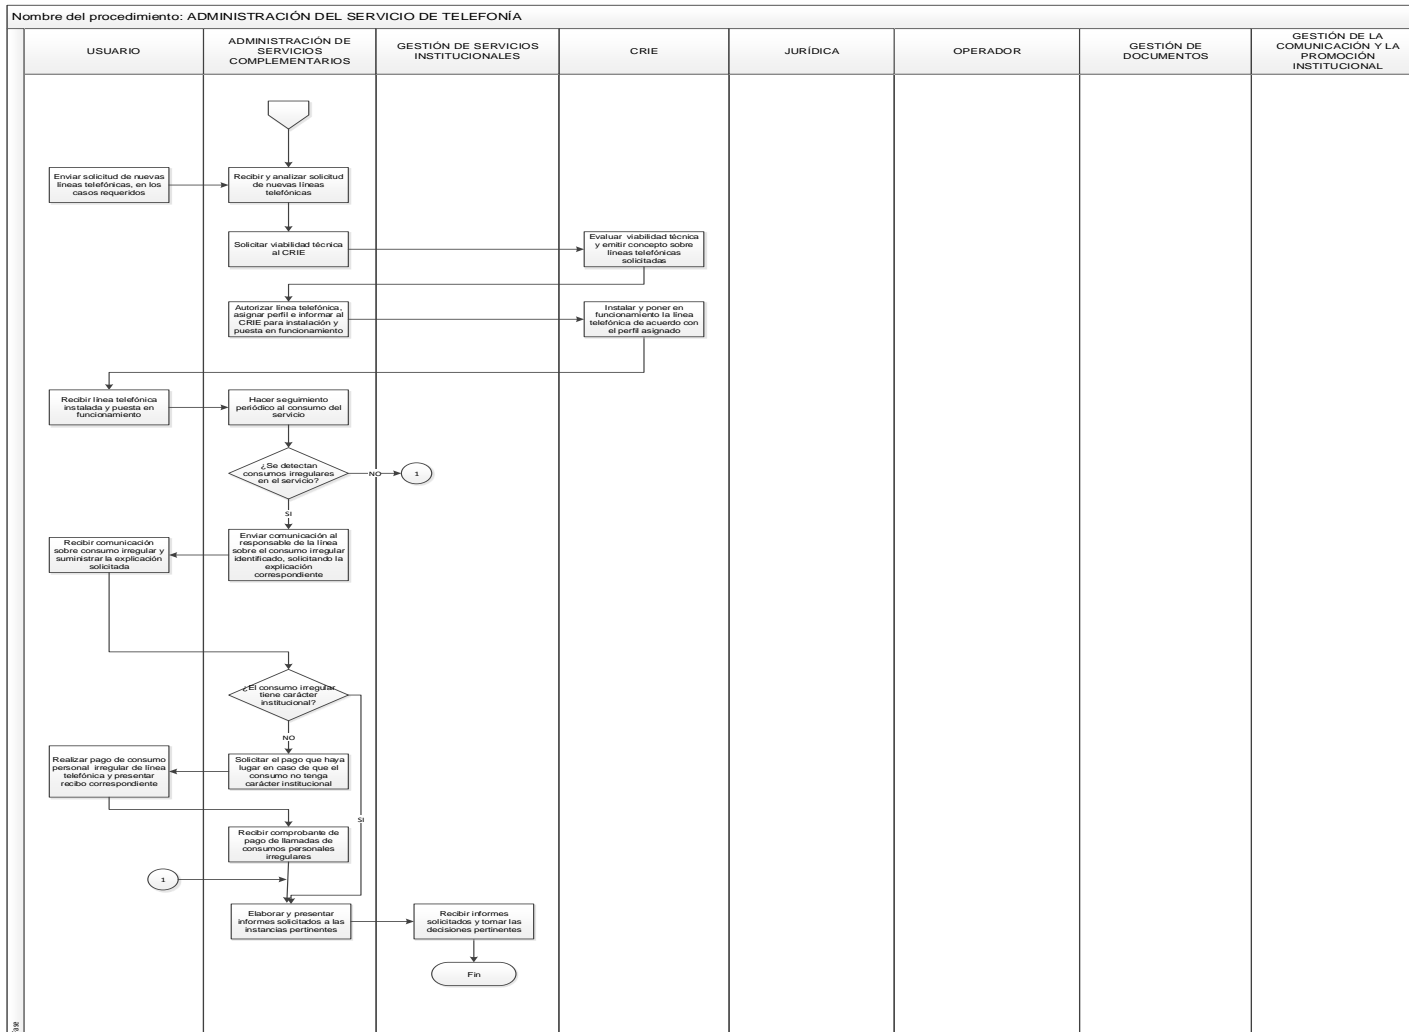 Nombre del procedimiento: ADMINISTRACIÓN DEL SERVICIO DE TELEFONÍA
USUARIO
ADMINISTRACIÓN DE
SERVICIOS
COMPLEMENTARIOS
GESTIÓN DE SERVICIOS
INSTITUCIONALES
CRIE
JURÍDICA
OPERADOR
GESTIÓN DE
DOCUMENTOS
GESTIÓN DE LA
COMUNICACIÓN Y LA
PROMOCIÓN
INSTITUCIONAL
Enviar solicitud de nuevas
líneas telefónicas, en los
casos requeridos
Recibir y analizar solicitud
de nuevas líneas
telefónicas
Solicitar viabilidad técnica
al CRIE
Evaluar viabilidad técnica
y emitir concepto sobre
líneas telefónicas
solicitadas
Autorizar línea telefónica,
asignar perfil e informar al
CRIE para instalación y
puesta en funcionamiento
Instalar y poner en
funcionamiento la línea
telefónica de acuerdo con
el perfil asignado
Recibir línea telefónica
instalada y puesta en
funcionamiento
Hacer seguimiento
periódico al consumo del
servicio
¿Se detectan
consumos irregulares
en el servicio?
NO
1
SI
Recibir comunicación
sobre consumo irregular y
suministrar la explicación
solicitada
Enviar comunicación al
responsable de la línea
sobre el consumo irregular
identificado, solicitando la
explicación
correspondiente
¿El consumo irregular
tiene carácter
institucional?
NO
Realizar pago de consumo
personal irregular de línea
telefónica y presentar
recibo correspondiente
Solicitar el pago que haya
lugar en caso de que el
consumo no tenga
carácter institucional
SI
Recibir comprobante de
pago de llamadas de
consumos personales
irregulares
1
Elaborar y presentar
informes solicitados a las
instancias pertinentes
Recibir informes
solicitados y tomar las
decisiones pertinentes
Fin